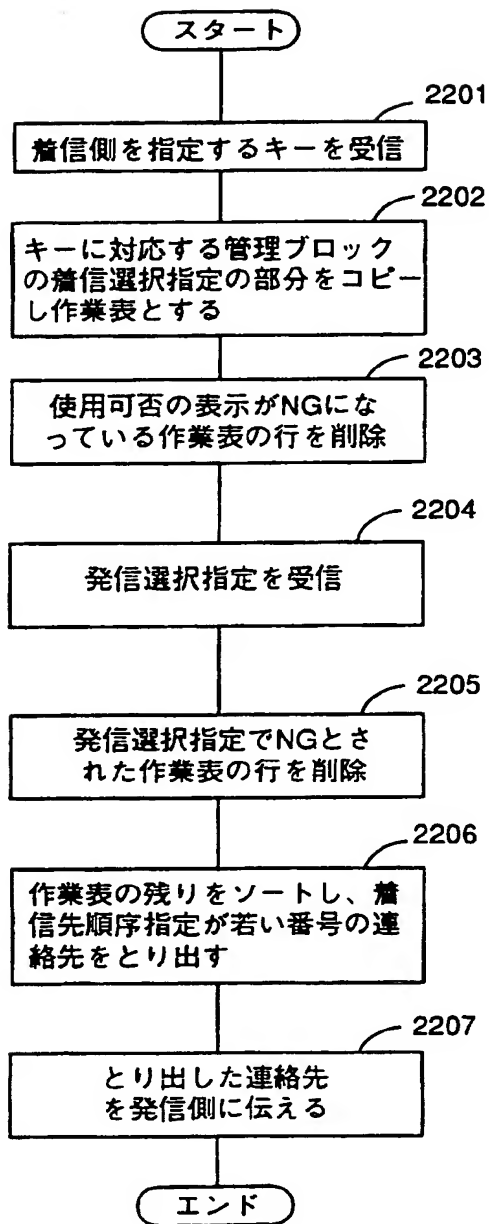 スタート
2201
着信側を指定するキーを受信
2202
キーに対応する管理ブロック
の着信選択指定の部分をコピー
し作業表とする
2203
使用可否の表示がNGにな
っている作業表の行を削除
2204
発信選択指定を受信
2205
発信選択指定でNGとさ
れた作業表の行を削除
2206
作業表の残りをソートし、着
信先順序指定が若い番号の連
絡先をとり出す
2207
とり出した連絡先
を発信側に伝える
エンド